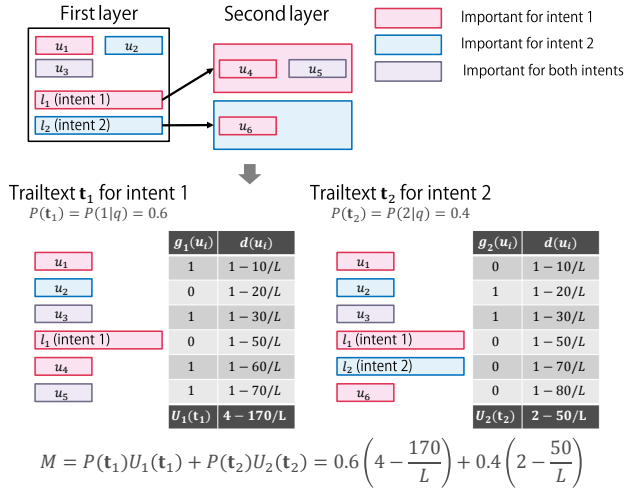 First layer
Second layer
u₁
u₂
u₃
l₁ (intent 1)
l₂ (intent 2)
u₄
u₅
u₆
Important for intent 1
Important for intent 2
Important for both intents
Trailtext t₁ for intent 1
P(t₁) = P(1|q) = 0.6
g₁(uᵢ) d(uᵢ)
u₁ 1 1 − 10/L
u₂ 0 1 − 20/L
u₃ 1 1 − 30/L
l₁ (intent 1) 0 1 − 50/L
u₄ 1 1 − 60/L
u₅ 1 1 − 70/L
U₁(t₁) 4 − 170/L
Trailtext t₂ for intent 2
P(t₂) = P(2|q) = 0.4
g₂(uᵢ) d(uᵢ)
u₁ 0 1 − 10/L
u₂ 1 1 − 20/L
u₃ 1 1 − 30/L
l₁ (intent 1) 0 1 − 50/L
l₂ (intent 2) 0 1 − 70/L
u₆ 0 1 − 80/L
U₂(t₂) 2 − 50/L
M = P(t₁)U₁(t₁) + P(t₂)U₂(t₂) = 0.6 (4 − 170/L) + 0.4 (2 − 50/L)